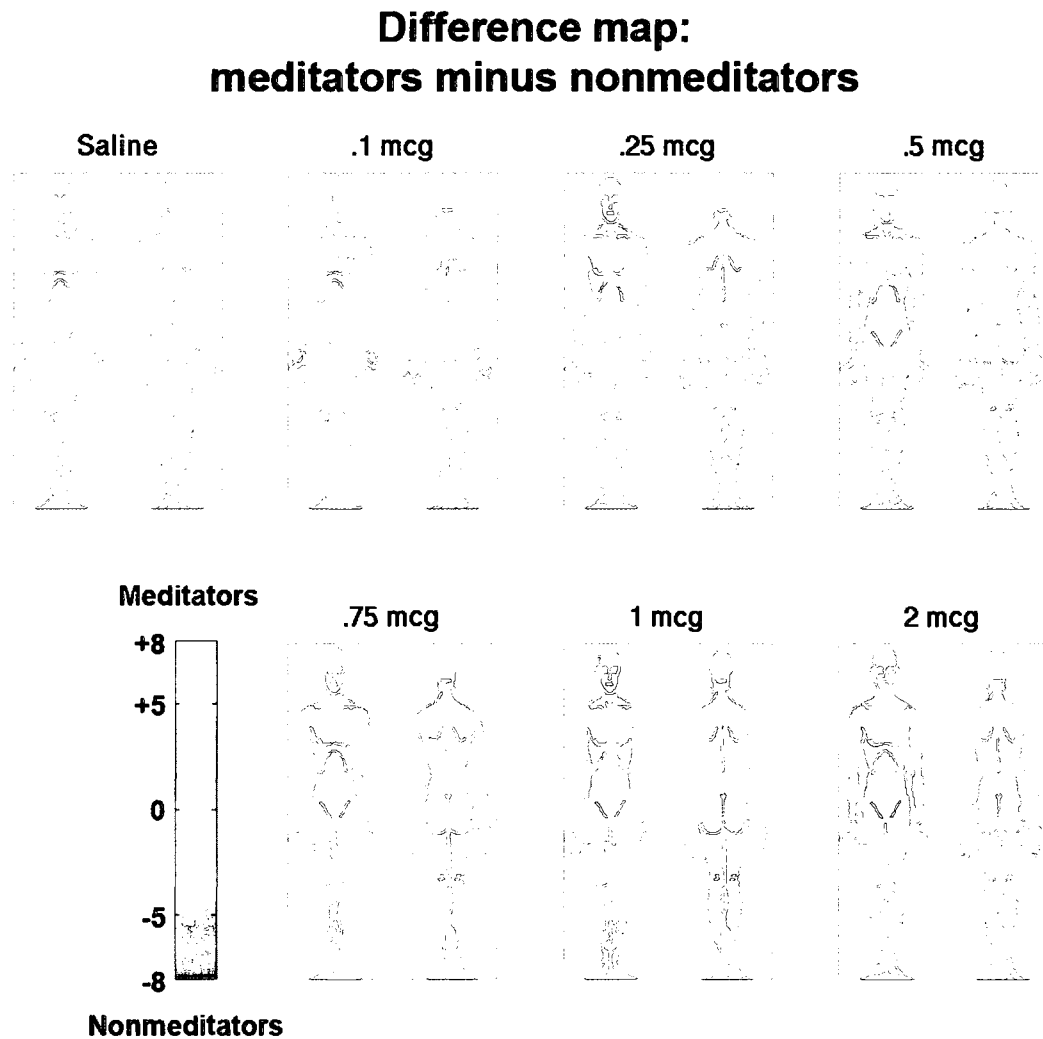 Difference map:
meditators minus nonmeditators
Saline
.1 mcg
.25 mcg
.5 mcg
Meditators
+8
+5
0
-5
-8
Nonmeditators
.75 mcg
1 mcg
2 mcg